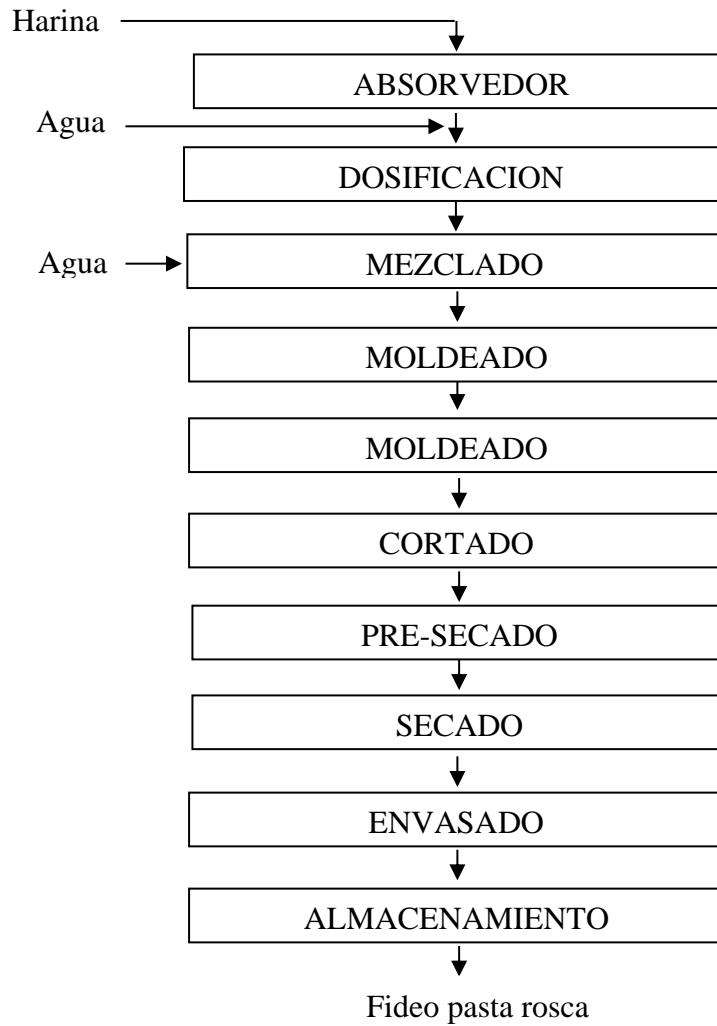 Harina
ABSORVEDOR
Agua
DOSIFICACION
Agua
MEZCLADO
MOLDEADO
MOLDEADO
CORTADO
PRE-SECADO
SECADO
ENVASADO
ALMACENAMIENTO
Fideo pasta rosca